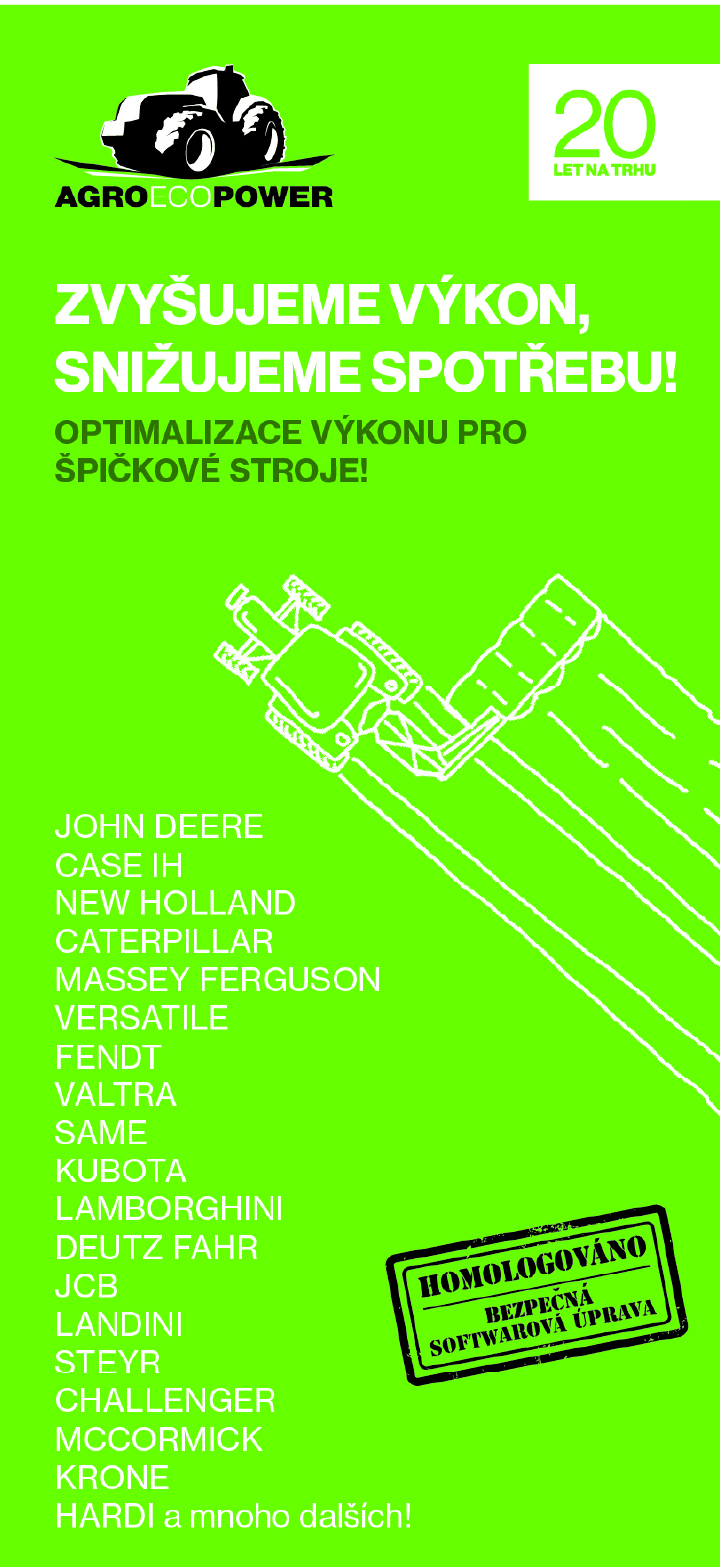 AGROECOPOWER
20
LET NA TRHU
ZVYŠUJEME VÝKON,
SNIŽUJEME SPOTŘEBU!
OPTIMALIZACE VÝKONU PRO
ŠPIČKOVÉ STROJE!
JOHN DEERE
CASE IH
NEW HOLLAND
CATERPILLAR
MASSEY FERGUSON
VERSATILE
FENDT
VALTRA
SAME
KUBOTA
LAMBORGHINI
DEUTZ FAHR
JCB
LANDINI
STEYR
CHALLENGER
MCCORMICK
KRONE
HARDI a mnoho dalších!
HOMOLOGOVÁNO
BEZPEČNÁ
SOFTWAROVÁ ÚPRAVA